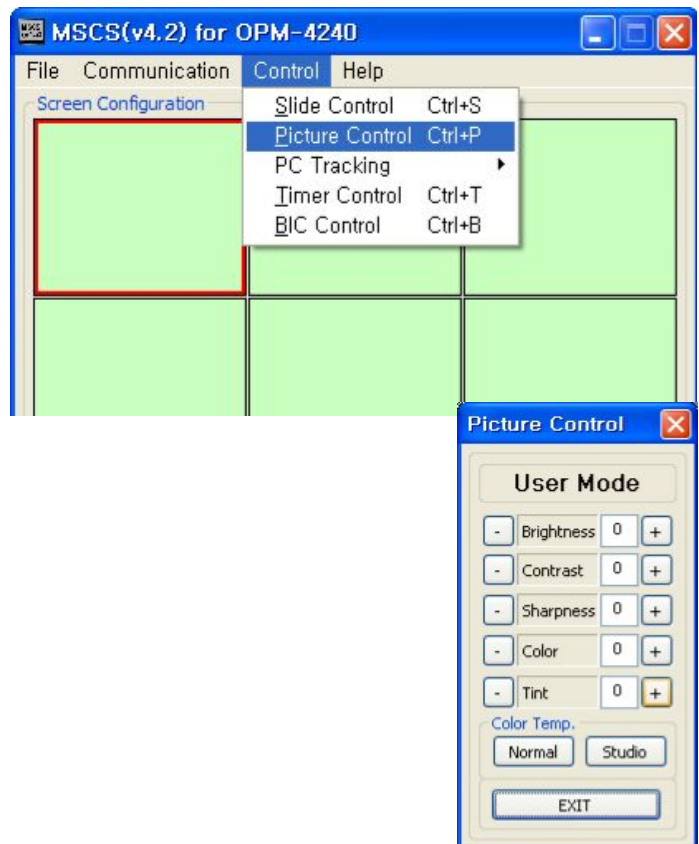 MSCS(v4.2) for OPM-4240
File Communication Control Help
Screen Configuration
Slide Control Ctrl+S
Picture Control Ctrl+P
PC Tracking
Timer Control Ctrl+T
BIC Control Ctrl+B
Picture Control
User Mode
- Brightness 0 +
- Contrast 0 +
- Sharpness 0 +
- Color 0 +
- Tint 0 +
Color Temp.
Normal Studio
EXIT